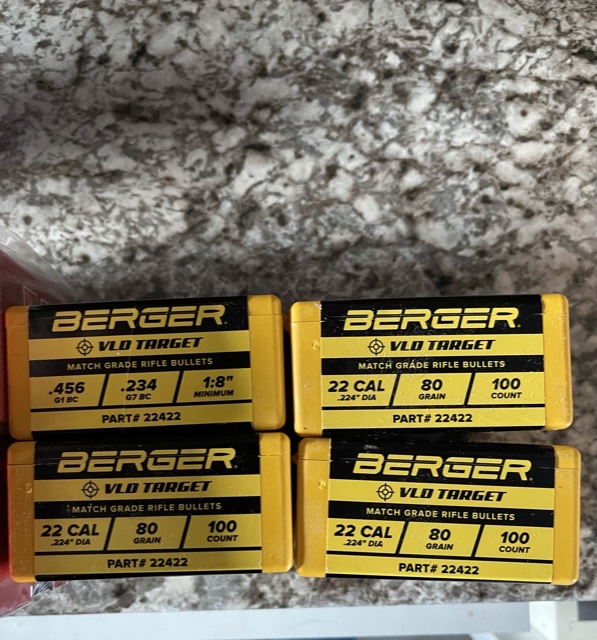 BERGER.
VLD TARGET
MATCH GRADE RIFLE BULLETS
.456 G1 BC
.234 G7 BC
1:8" MINIMUM
PART# 22422
BERGER.
VLD TARGET
MATCH GRADE RIFLE BULLETS
22 CAL .224" DIA
80 GRAIN
100 COUNT
PART# 22422
BERGER.
VLD TARGET
MATCH GRADE RIFLE BULLETS
22 CAL .224" DIA
80 GRAIN
100 COUNT
PART# 22422
BERGER.
VLD TARGET
MATCH GRADE RIFLE BULLETS
22 CAL .224" DIA
80 GRAIN
100 COUNT
PART# 22422